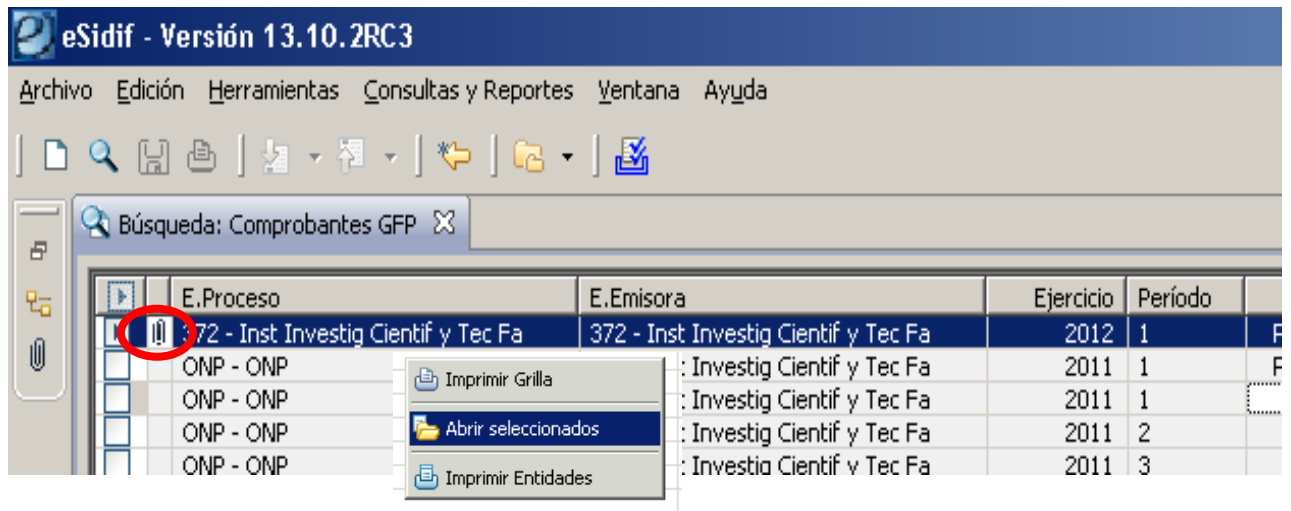 eSidif - Versión 13.10.2RC3
Archivo Edición Herramientas Consultas y Reportes Ventana Ayuda
Búsqueda: Comprobantes GFP
E.Proceso E.Emisora Ejercicio Período
372 - Inst Investig Cientif y Tec Fa 372 - Inst Investig Cientif y Tec Fa 2012 1
ONP - ONP : Investig Cientif y Tec Fa 2011 1
ONP - ONP : Investig Cientif y Tec Fa 2011 1
ONP - ONP : Investig Cientif y Tec Fa 2011 2
ONP - ONP : Investig Cientif y Tec Fa 2011 3
Imprimir Grilla
Abrir seleccionados
Imprimir Entidades